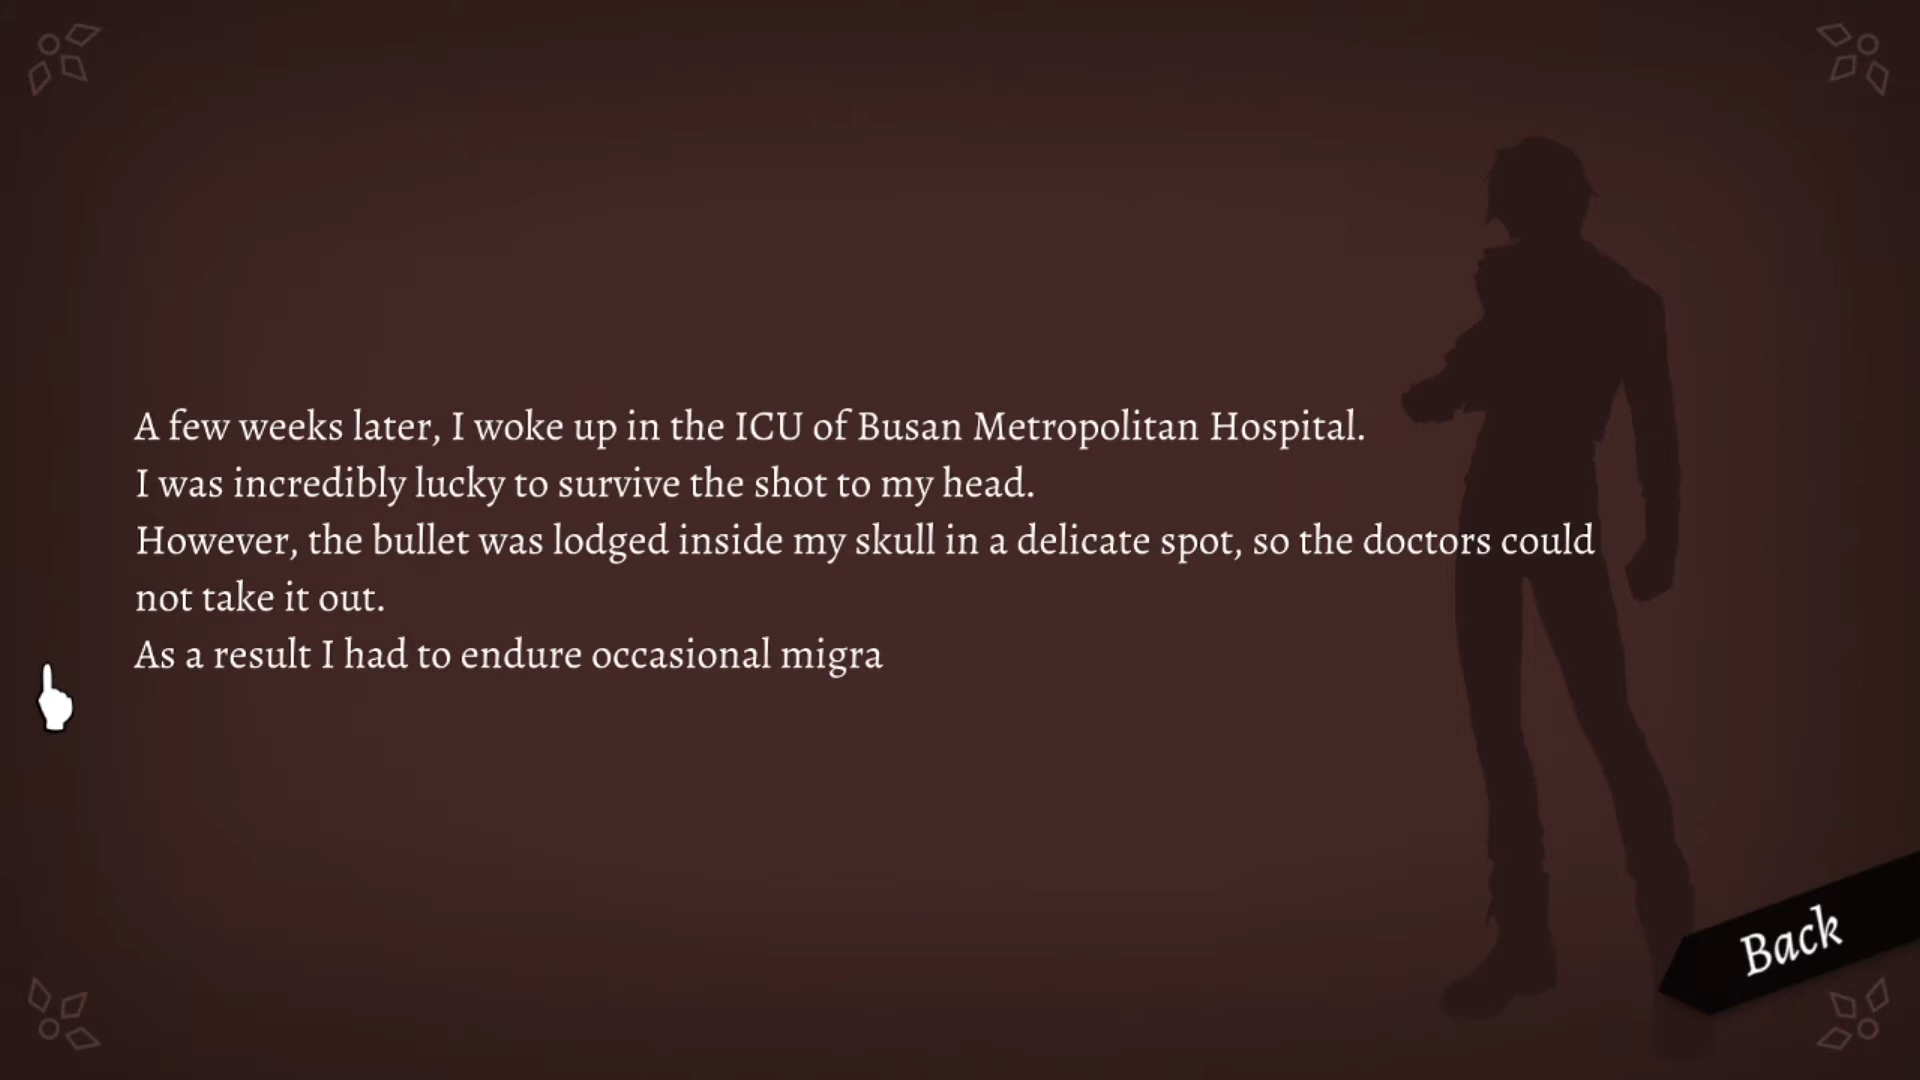 A few weeks later, I woke up in the ICU of Busan Metropolitan Hospital.
I was incredibly lucky to survive the shot to my head.
However, the bullet was lodged inside my skull in a delicate spot, so the doctors could
not take it out.
As a result I had to endure occasional migra
Back